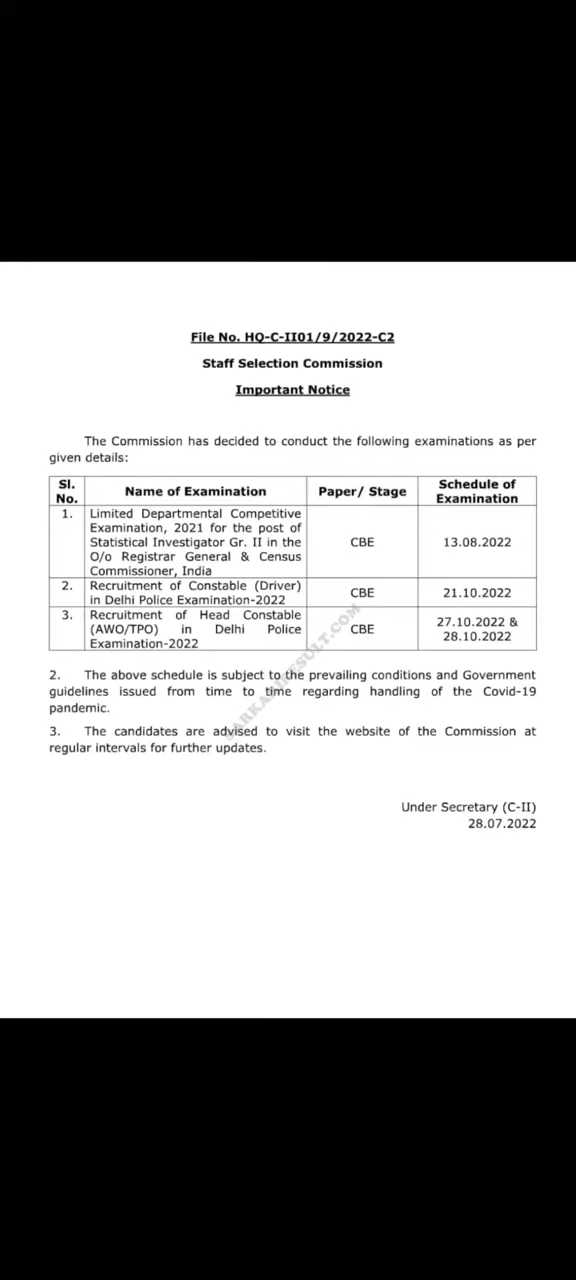 File No. HQ-C-II01/9/2022-C2
Staff Selection Commission
Important Notice
The Commission has decided to conduct the following examinations as per
given details:
Sl. No. Name of Examination Paper/ Stage Schedule of Examination
1. Limited Departmental Competitive
Examination, 2021 for the post of
Statistical Investigator Gr. II in the
O/o Registrar General & Census
Commissioner, India
CBE
13.08.2022
2. Recruitment of Constable (Driver)
in Delhi Police Examination-2022
CBE
21.10.2022
3. Recruitment of Head Constable
(AWO/TPO) in Delhi Police
Examination-2022
CBE
27.10.2022 &
28.10.2022
2. The above schedule is subject to the prevailing conditions and Government
guidelines issued from time to time regarding handling of the Covid-19
pandemic.
3. The candidates are advised to visit the website of the Commission at
regular intervals for further updates.
SARKARIRESULT.COM
Under Secretary (C-II)
28.07.2022